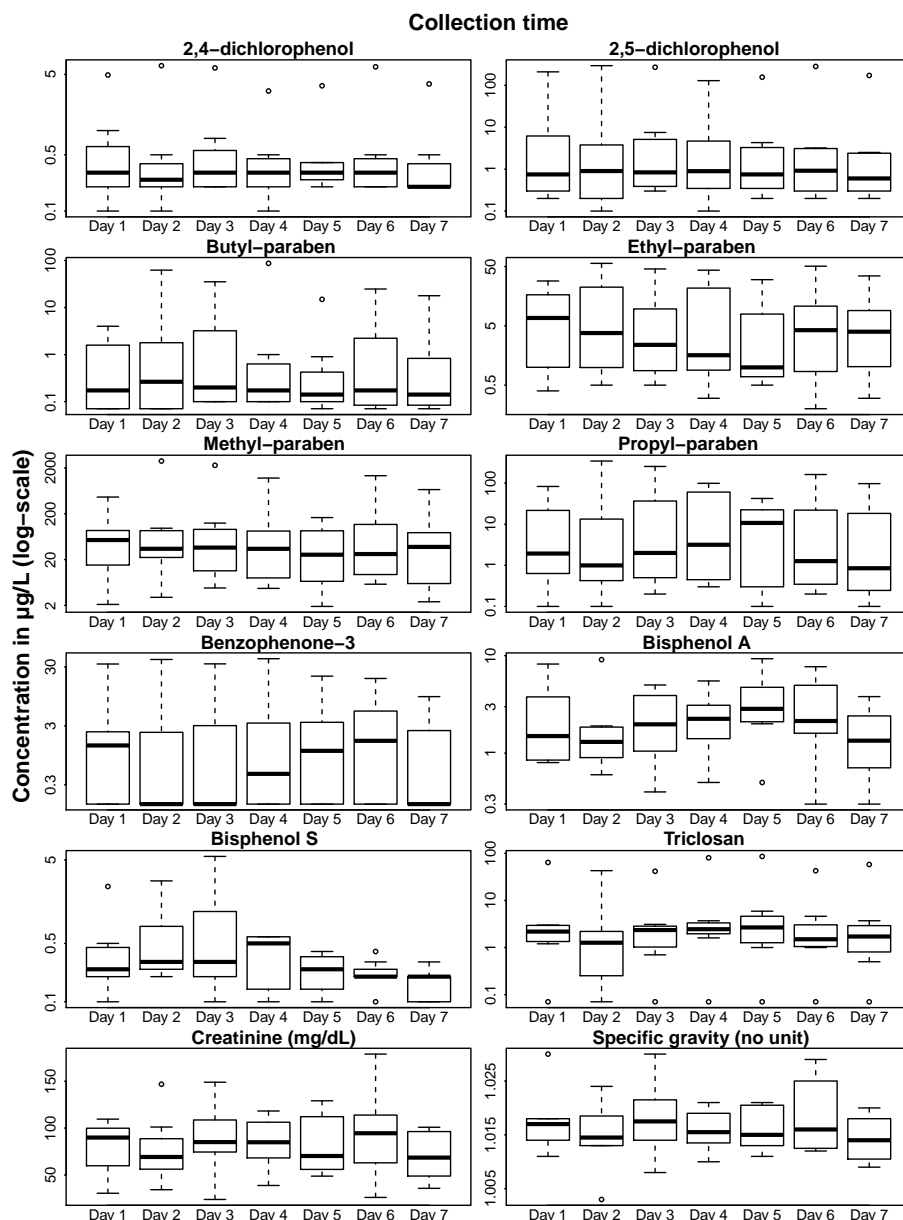 Collection time
2,4−dichlorophenol
5
0.5
0.1
Day 1 Day 2 Day 3 Day 4 Day 5 Day 6 Day 7
2,5−dichlorophenol
100
10
1
0.1
Day 1 Day 2 Day 3 Day 4 Day 5 Day 6 Day 7
Butyl−paraben
100
10
1
0.1
Day 1 Day 2 Day 3 Day 4 Day 5 Day 6 Day 7
Ethyl−paraben
50
5
0.5
Day 1 Day 2 Day 3 Day 4 Day 5 Day 6 Day 7
Concentration in µg/L (log−scale)
Methyl−paraben
2000
200
20
2
Day 1 Day 2 Day 3 Day 4 Day 5 Day 6 Day 7
Propyl−paraben
100
10
1
0.1
Day 1 Day 2 Day 3 Day 4 Day 5 Day 6 Day 7
Benzophenone−3
30
3
0.3
Day 1 Day 2 Day 3 Day 4 Day 5 Day 6 Day 7
Bisphenol A
10
3
1
0.3
Day 1 Day 2 Day 3 Day 4 Day 5 Day 6 Day 7
Bisphenol S
5
0.5
0.1
Day 1 Day 2 Day 3 Day 4 Day 5 Day 6 Day 7
Triclosan
100
10
1
0.1
Day 1 Day 2 Day 3 Day 4 Day 5 Day 6 Day 7
Creatinine (mg/dL)
150
100
50
Day 1 Day 2 Day 3 Day 4 Day 5 Day 6 Day 7
Specific gravity (no unit)
1.025
1.015
1.005
Day 1 Day 2 Day 3 Day 4 Day 5 Day 6 Day 7